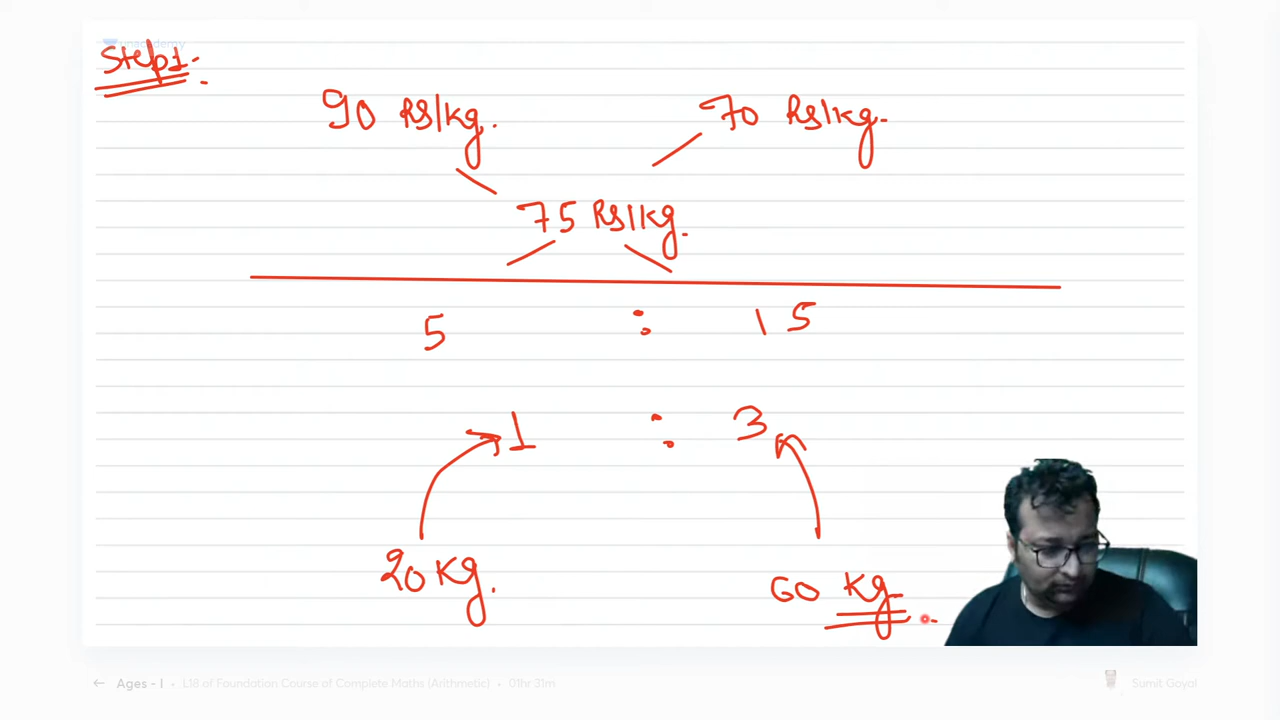 unacademy
Step1:
90 Rs/kg. 70 Rs/kg.
75 Rs/kg.
5 : 15
1 : 3
20 Kg. 60 Kg.
← Ages - I • L18 of Foundation Course of Complete Maths (Arithmetic) • 01hr 31m Sumit Goyal